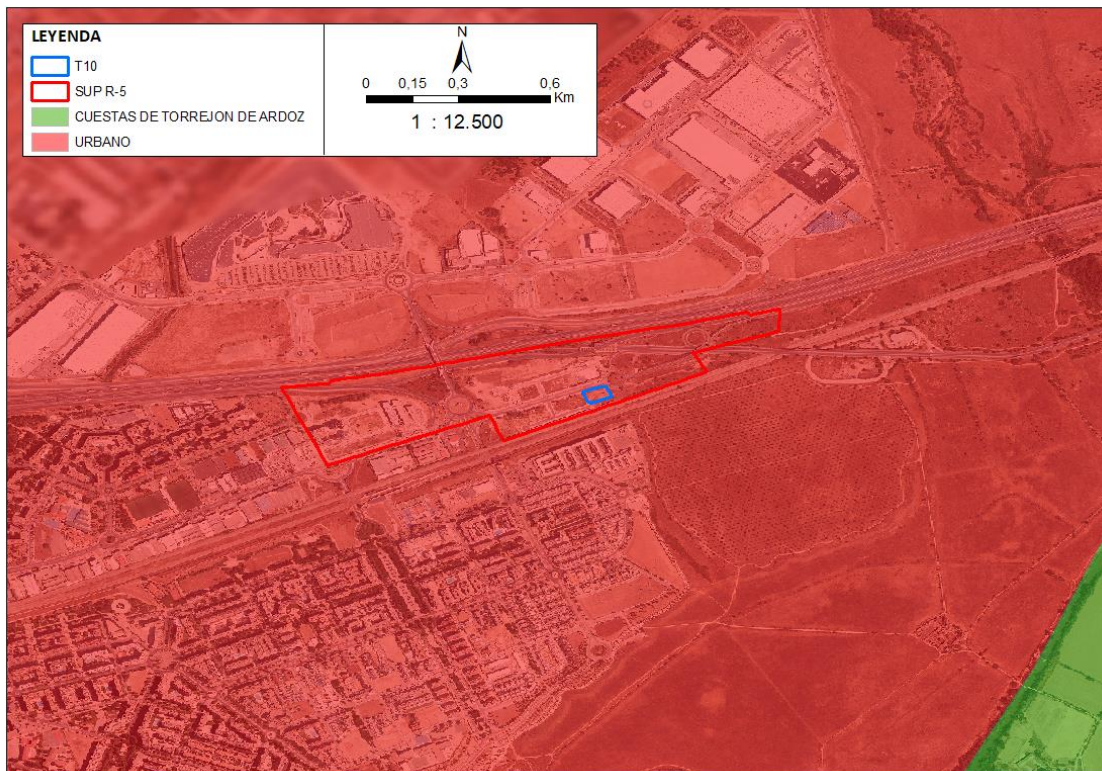 LEYENDA
T10
SUP R-5
CUESTAS DE TORREJON DE ARDOZ
URBANO
N
0 0,15 0,3 0,6
Km
1 : 12.500